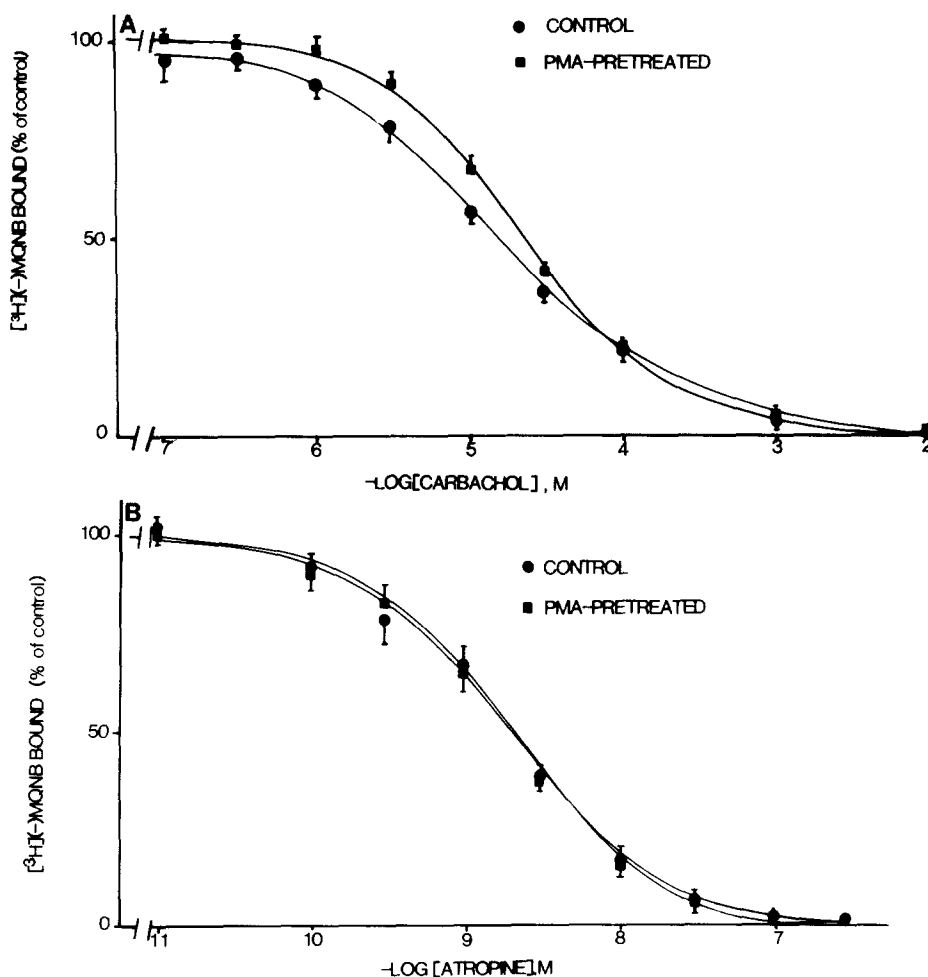 A
● CONTROL
■ PMA-PRETREATED
[³H](-)MQNB BOUND (% of control)
100
50
0
7 6 5 4 3 2
-LOG[CARBACHOL], M
B
● CONTROL
■ PMA-PRETREATED
[³H](-)MQNB BOUND (% of control)
100
50
0
11 10 9 8 7
-LOG[ATROPINE],M